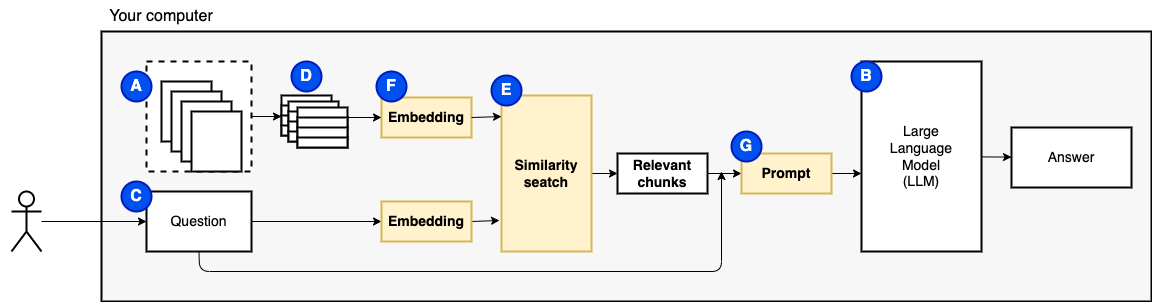 Your computer
A
D
F
E
B
Embedding
Similarity
seatch
Large
Language
Model
(LLM)
G
Relevant
chunks
Prompt
Answer
C
Question
Embedding